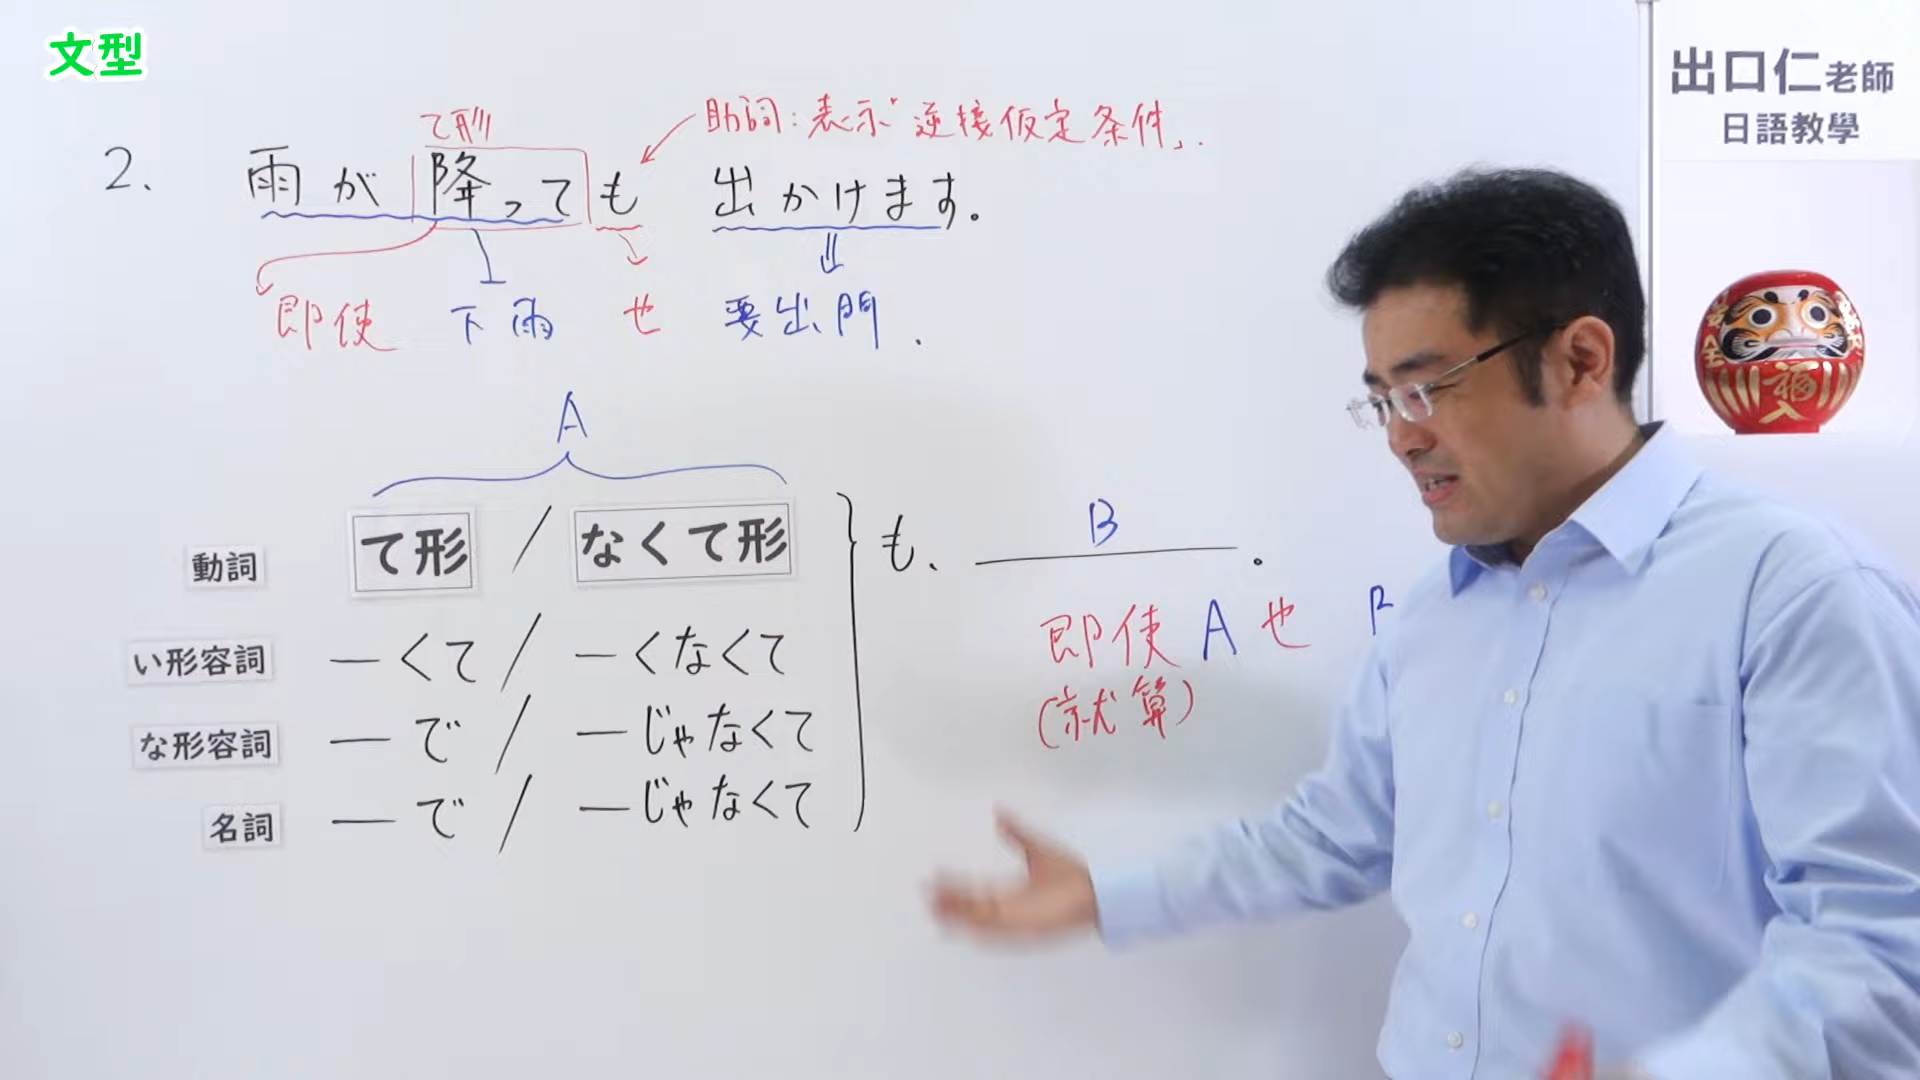 文型
出口仁老師
日語教學
て形
助詞：表示「逆接仮定条件」.
2. 雨が降っても 出かけます。
即使 下雨 也 要出門.
A
動詞 て形 / なくて形 も、 B 。
い形容詞 ーくて / ーくなくて
な形容詞 ーで / ーじゃなくて
名詞 ーで / ーじゃなくて
即使 A 也
(就算)
福入